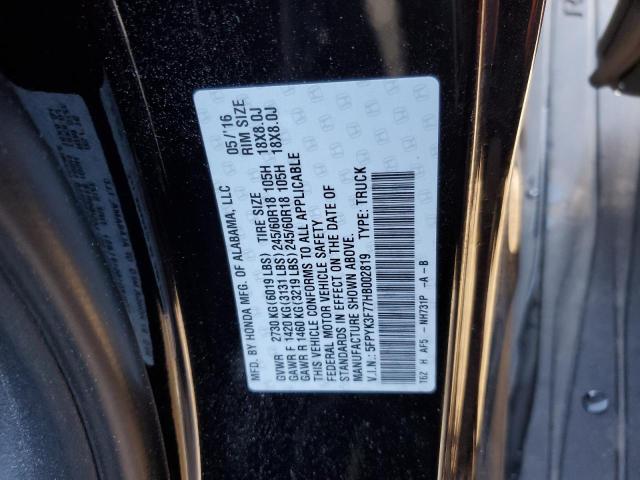 MFD. BY HONDA MFG. OF ALABAMA, LLC 05/'16
TIRE SIZE RIM SIZE
GVWR 2730 KG(6019 LBS)
GAWR F 1420 KG(3131 LBS) 245/60R18 105H 18X8.0J
GAWR R 1460 KG(3219 LBS) 245/60R18 105H 18X8.0J
THIS VEHICLE CONFORMS TO ALL APPLICABLE
FEDERAL MOTOR VEHICLE SAFETY
STANDARDS IN EFFECT ON THE DATE OF
MANUFACTURE SHOWN ABOVE.
V.I.N.: 5FPYK3F77HB002819 TYPE: TRUCK
T6Z H AF5 - NH731P -A -B